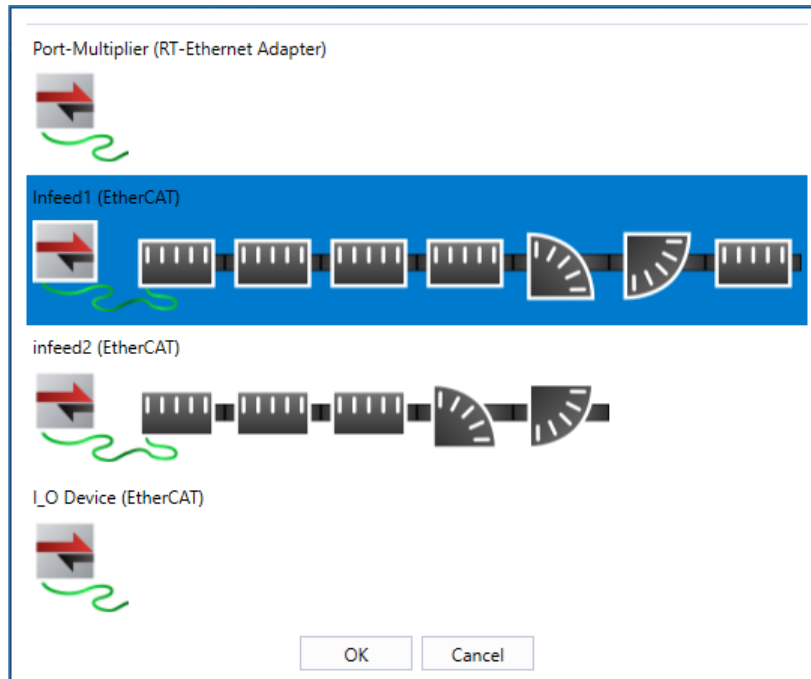 Port-Multiplier (RT-Ethernet Adapter)
Infeed1 (EtherCAT)
infeed2 (EtherCAT)
I_O Device (EtherCAT)
OK
Cancel